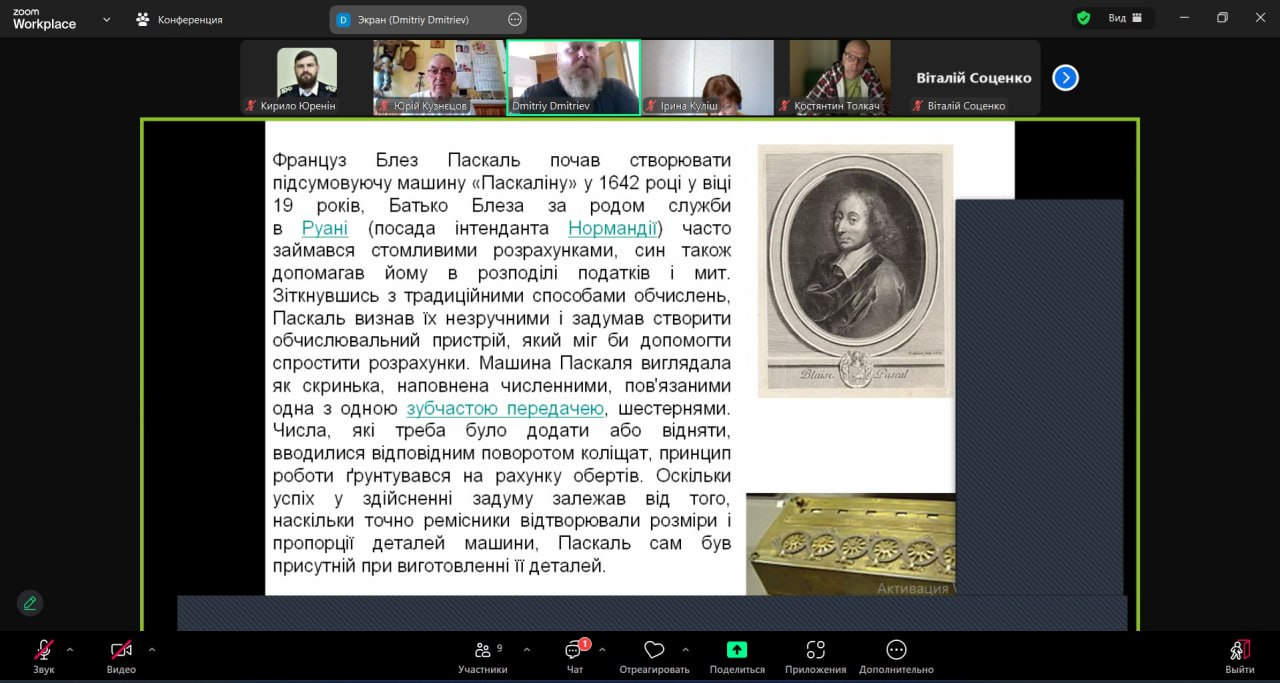 zoom
Workplace
Конференция
D Экран (Dmitriy Dmitriev)
Вид
Кирило Юренін
Юрій Кузнєцов
Dmitriy Dmitriev
Ірина Куліш
Костянтин Толкач
Віталій Соценко
Віталій Соценко
Француз Блез Паскаль почав створювати
підсумовуючу машину «Паскаліну» у 1642 році у віці
19 років, Батько Блеза за родом служби
в Руані (посада інтенданта Нормандії) часто
займався стомливими розрахунками, син також
допомагав йому в розподілі податків і мит.
Зіткнувшись з традиційними способами обчислень,
Паскаль визнав їх незручними і задумав створити
обчислювальний пристрій, який міг би допомогти
спростити розрахунки. Машина Паскаля виглядала
як скринька, наповнена численними, пов'язаними
одна з одною зубчастою передачею, шестернями.
Числа, які треба було додати або відняти,
вводилися відповідним поворотом коліщат, принцип
роботи ґрунтувався на рахунку обертів. Оскільки
успіх у здійсненні задуму залежав від того,
наскільки точно ремісники відтворювали розміри і
пропорції деталей машини, Паскаль сам був
присутній при виготовленні її деталей.
Blaise Pascal
Активация
Звук
Видео
Участники
9
Чат
1
Отреагировать
Поделиться
Приложения
Дополнительно
Выйти